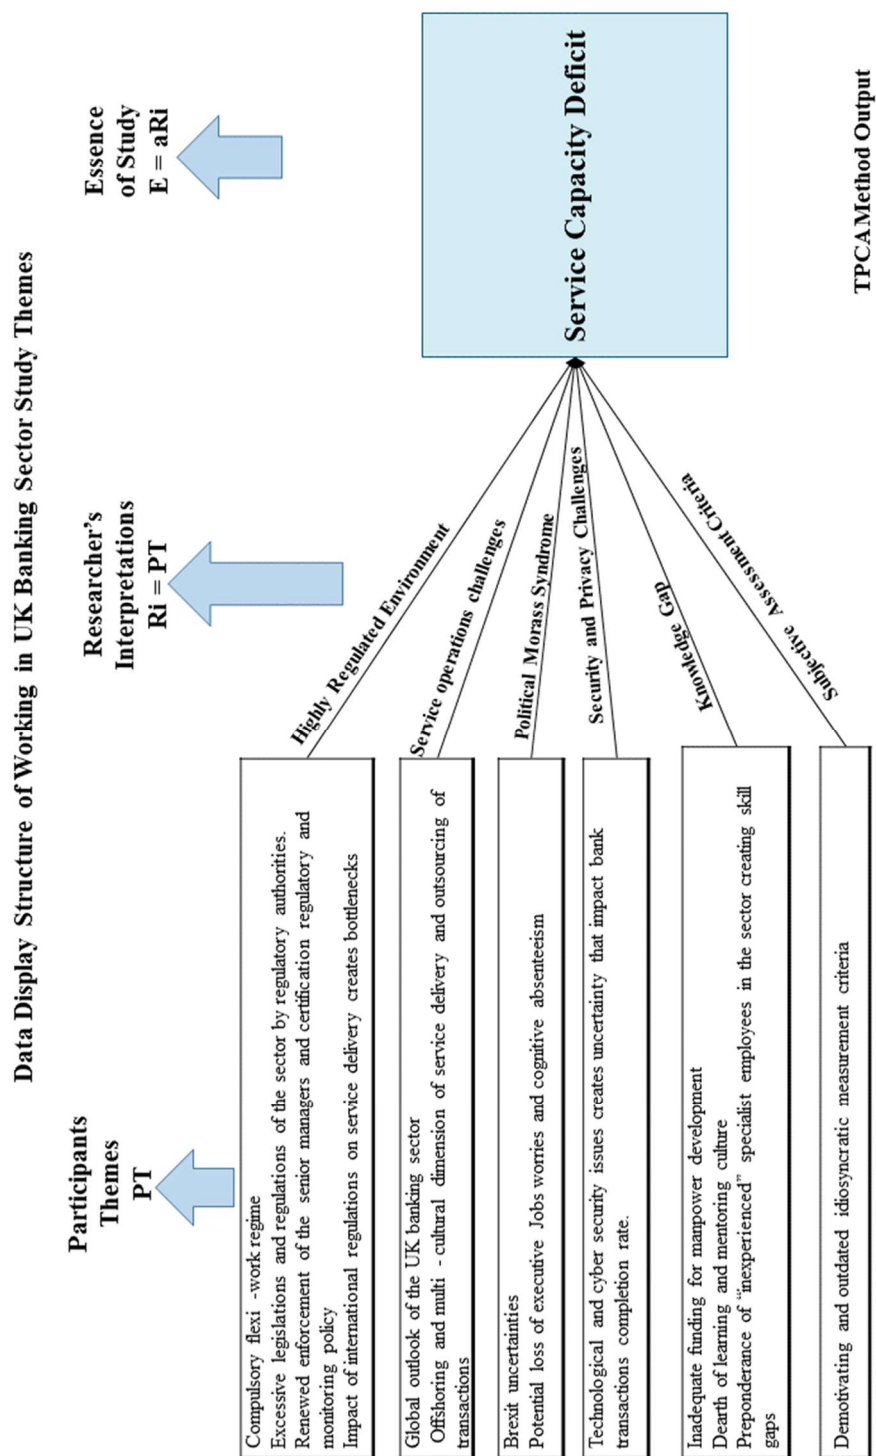 Data Display Structure of Working in UK Banking Sector Study Themes
Participants
Themes
PT
Researcher's
Interpretations
Ri = PT
Essence
of Study
E = aRi
Compulsory flexi -work regime
Excessive legislations and regulations of the sector by regulatory authorities.
Renewed enforcement of the senior managers and certification regulatory and
monitoring policy
Impact of international regulations on service delivery creates bottlenecks
Highly Regulated Environment
Global outlook of the UK banking sector
Offshoring and multi - cultural dimension of service delivery and outsourcing of
transactions
Service operations challenges
Brexit uncertainties
Potential loss of executive Jobs worries and cognitive absenteeism
Political Morass Syndrome
Technological and cyber security issues creates uncertainty that impact bank
transactions completion rate.
Security and Privacy Challenges
Inadequate funding for manpower development
Dearth of learning and mentoring culture
Preponderance of "inexperienced" specialist employees in the sector creating skill
gaps
Knowledge Gap
Demotivating and outdated idiosyncratic measurement criteria
Subjective Assessment Criteria
Service Capacity Deficit
TPCAMethod Output